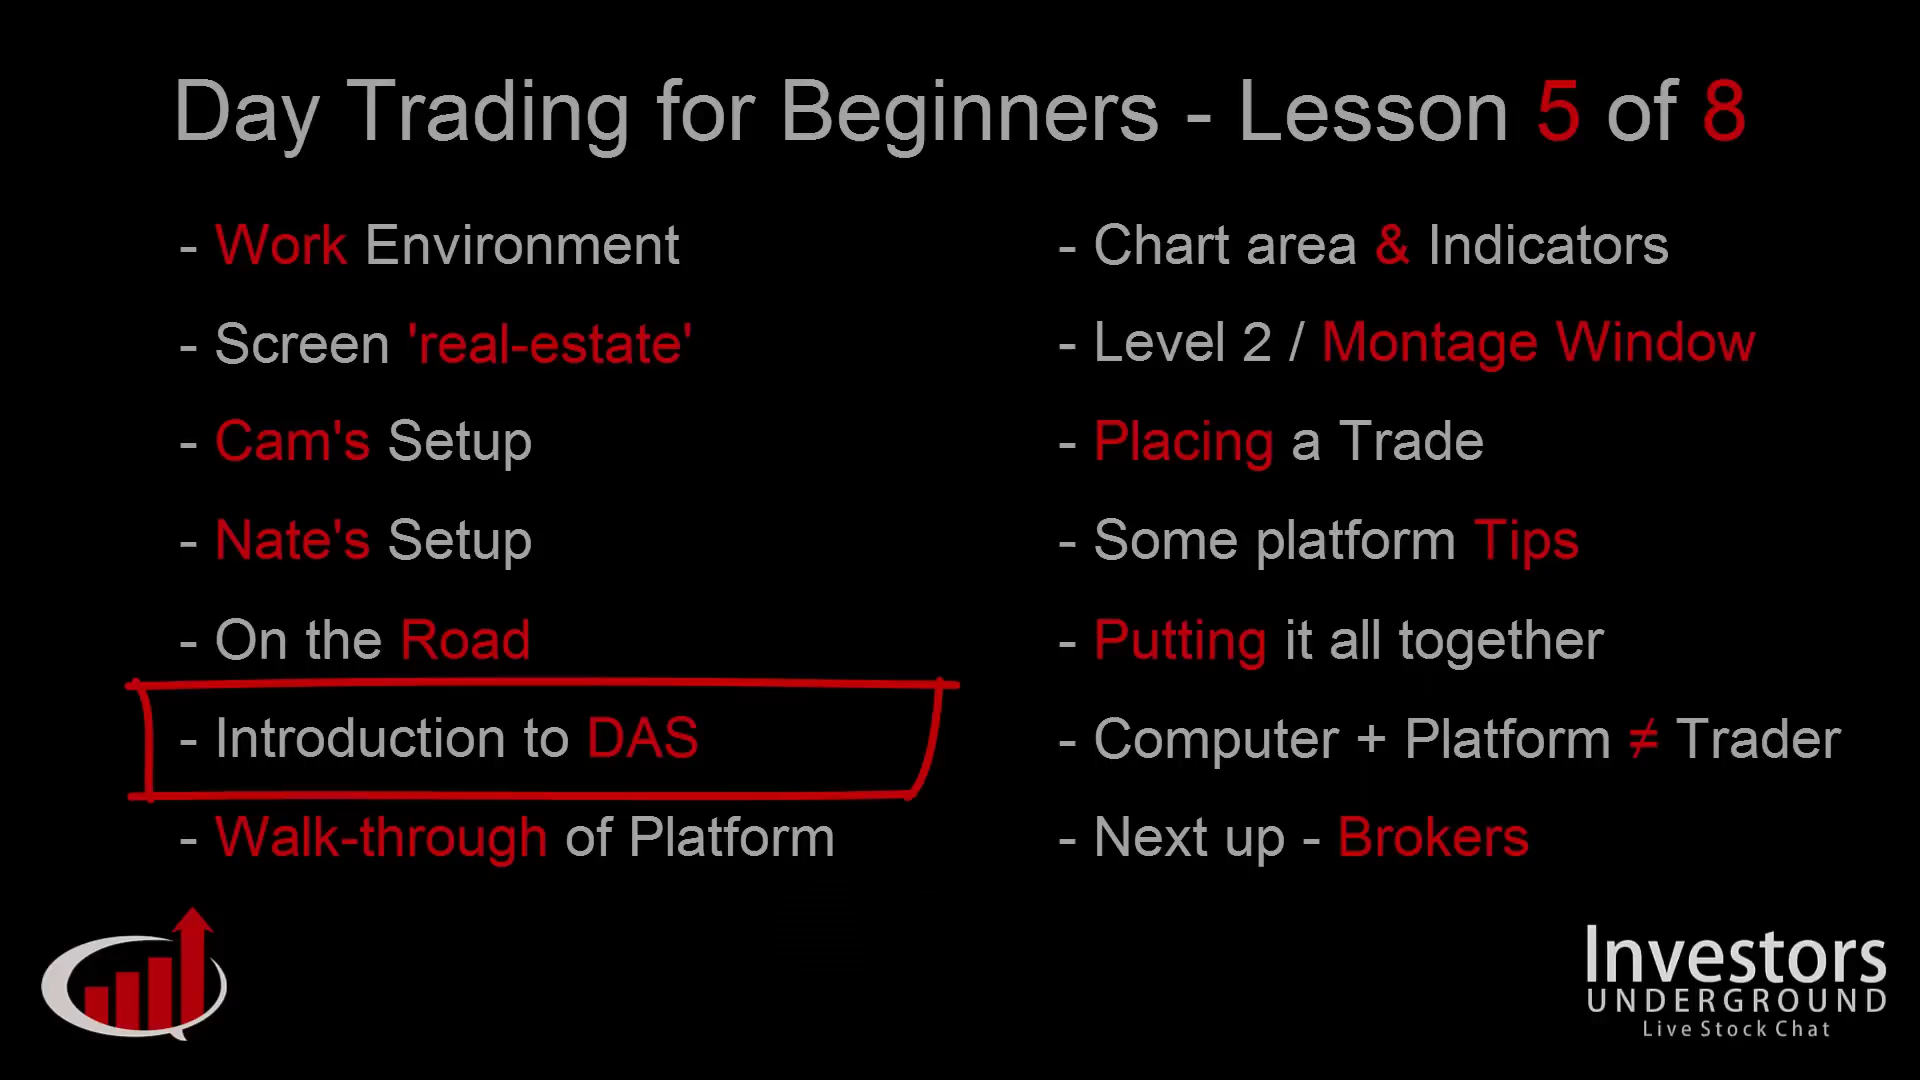 Day Trading for Beginners - Lesson 5 of 8
- Work Environment
- Screen 'real-estate'
- Cam's Setup
- Nate's Setup
- On the Road
- Introduction to DAS
- Walk-through of Platform
- Chart area & Indicators
- Level 2 / Montage Window
- Placing a Trade
- Some platform Tips
- Putting it all together
- Computer + Platform ≠ Trader
- Next up - Brokers
Investors
UNDERGROUND
Live Stock Chat